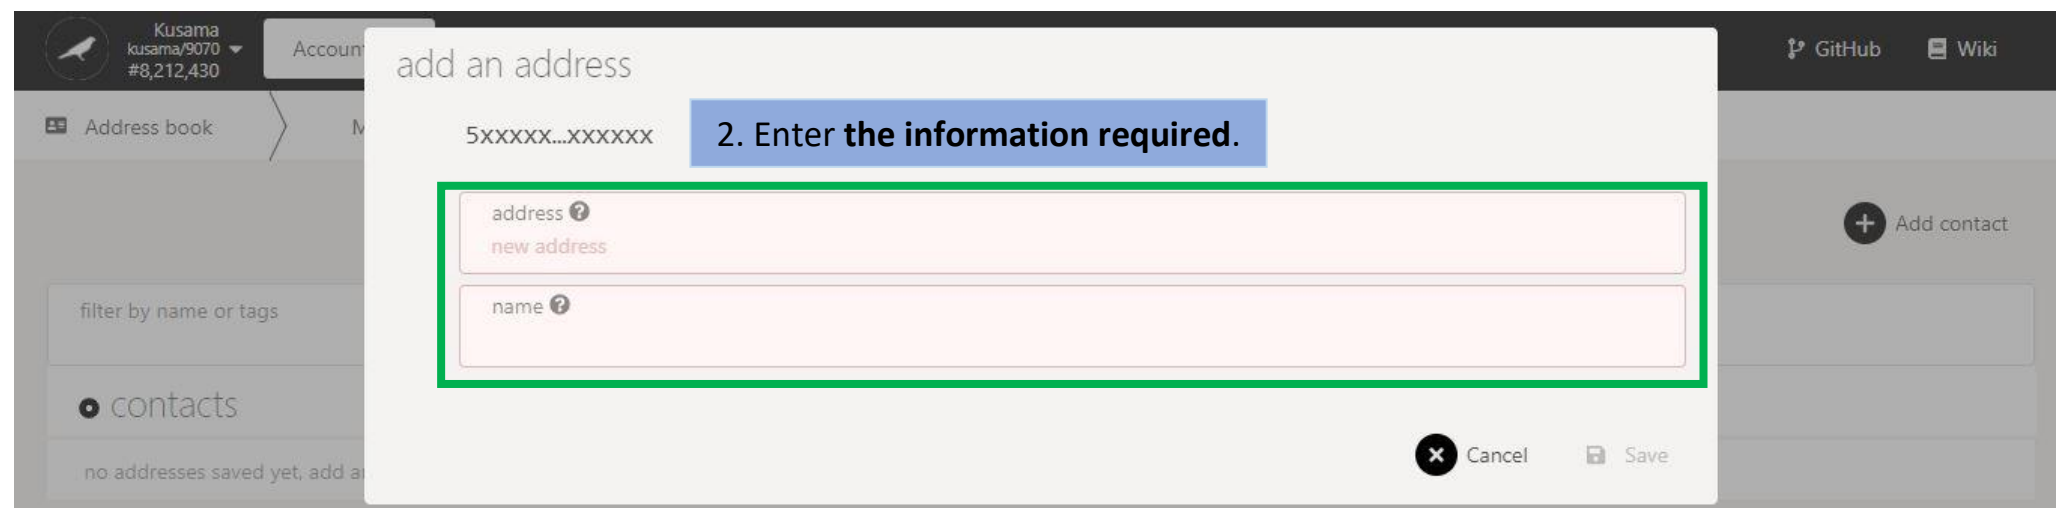 Kusama
kusama/9070
#8,212,430
Accoun
GitHub
Wiki
add an address
Address book
5xxxxx...xxxxxx
2. Enter the information required.
address
new address
Add contact
name
filter by name or tags
contacts
Cancel
Save
no addresses saved yet, add a